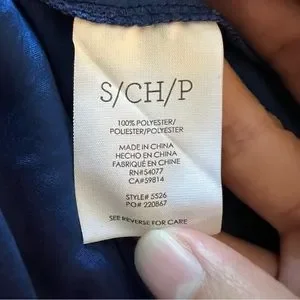 S/CH/P
100% POLYESTER/
POLIESTER/POLYESTER
MADE IN CHINA
HECHO EN CHINA
FABRIQUÉ EN CHINE
RN#54077
CA#59814
STYLE# 5526
PO# 220867
SEE REVERSE FOR CARE